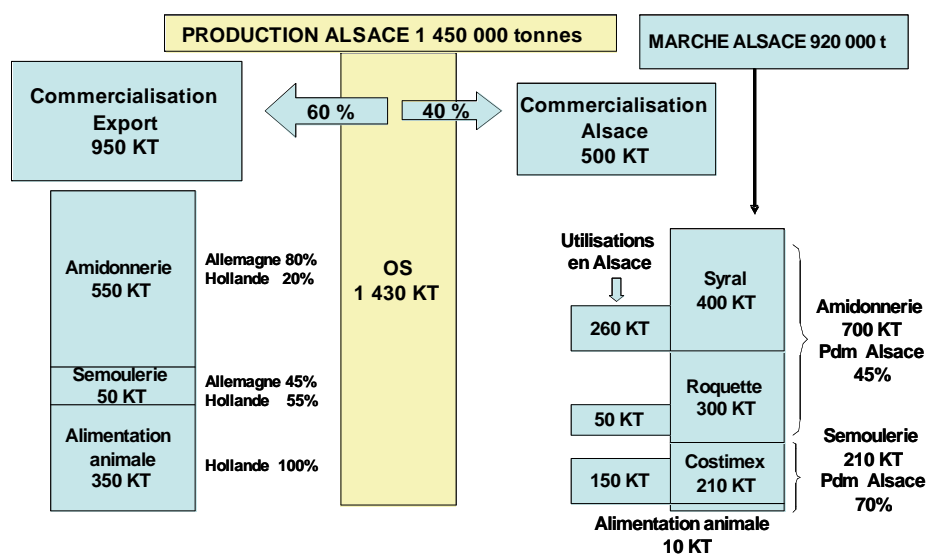 PRODUCTION ALSACE 1 450 000 tonnes
MARCHE ALSACE 920 000 t
Commercialisation
Export
950 KT
60 %
40 %
Commercialisation
Alsace
500 KT
Amidonnerie
550 KT
Allemagne 80%
Hollande 20%
Semoulerie
50 KT
Allemagne 45%
Hollande 55%
Alimentation
animale
350 KT
Hollande 100%
OS
1 430 KT
Utilisations
en Alsace
260 KT
50 KT
150 KT
Syral
400 KT
Roquette
300 KT
Costimex
210 KT
Alimentation animale
10 KT
Amidonnerie
700 KT
Pdm Alsace
45%
Semoulerie
210 KT
Pdm Alsace
70%